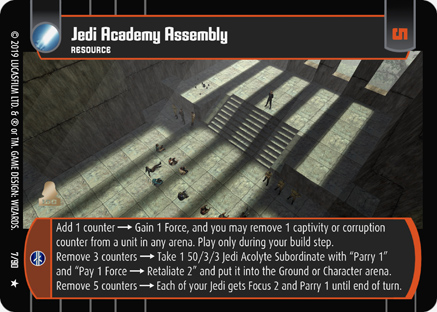 Jedi Academy Assembly
RESOURCE
5
Add 1 counter → Gain 1 Force, and you may remove 1 captivity or corruption
counter from a unit in any arena. Play only during your build step.
Remove 3 counters → Take 1 50/3/3 Jedi Acolyte Subordinate with “Parry 1”
and “Pay 1 Force → Retaliate 2” and put it into the Ground or Character arena.
Remove 5 counters → Each of your Jedi gets Focus 2 and Parry 1 until end of turn.
© 2019 LUCASFILM LTD. & ® or TM. GAME DESIGN: WIZARDS.
7/90 ★